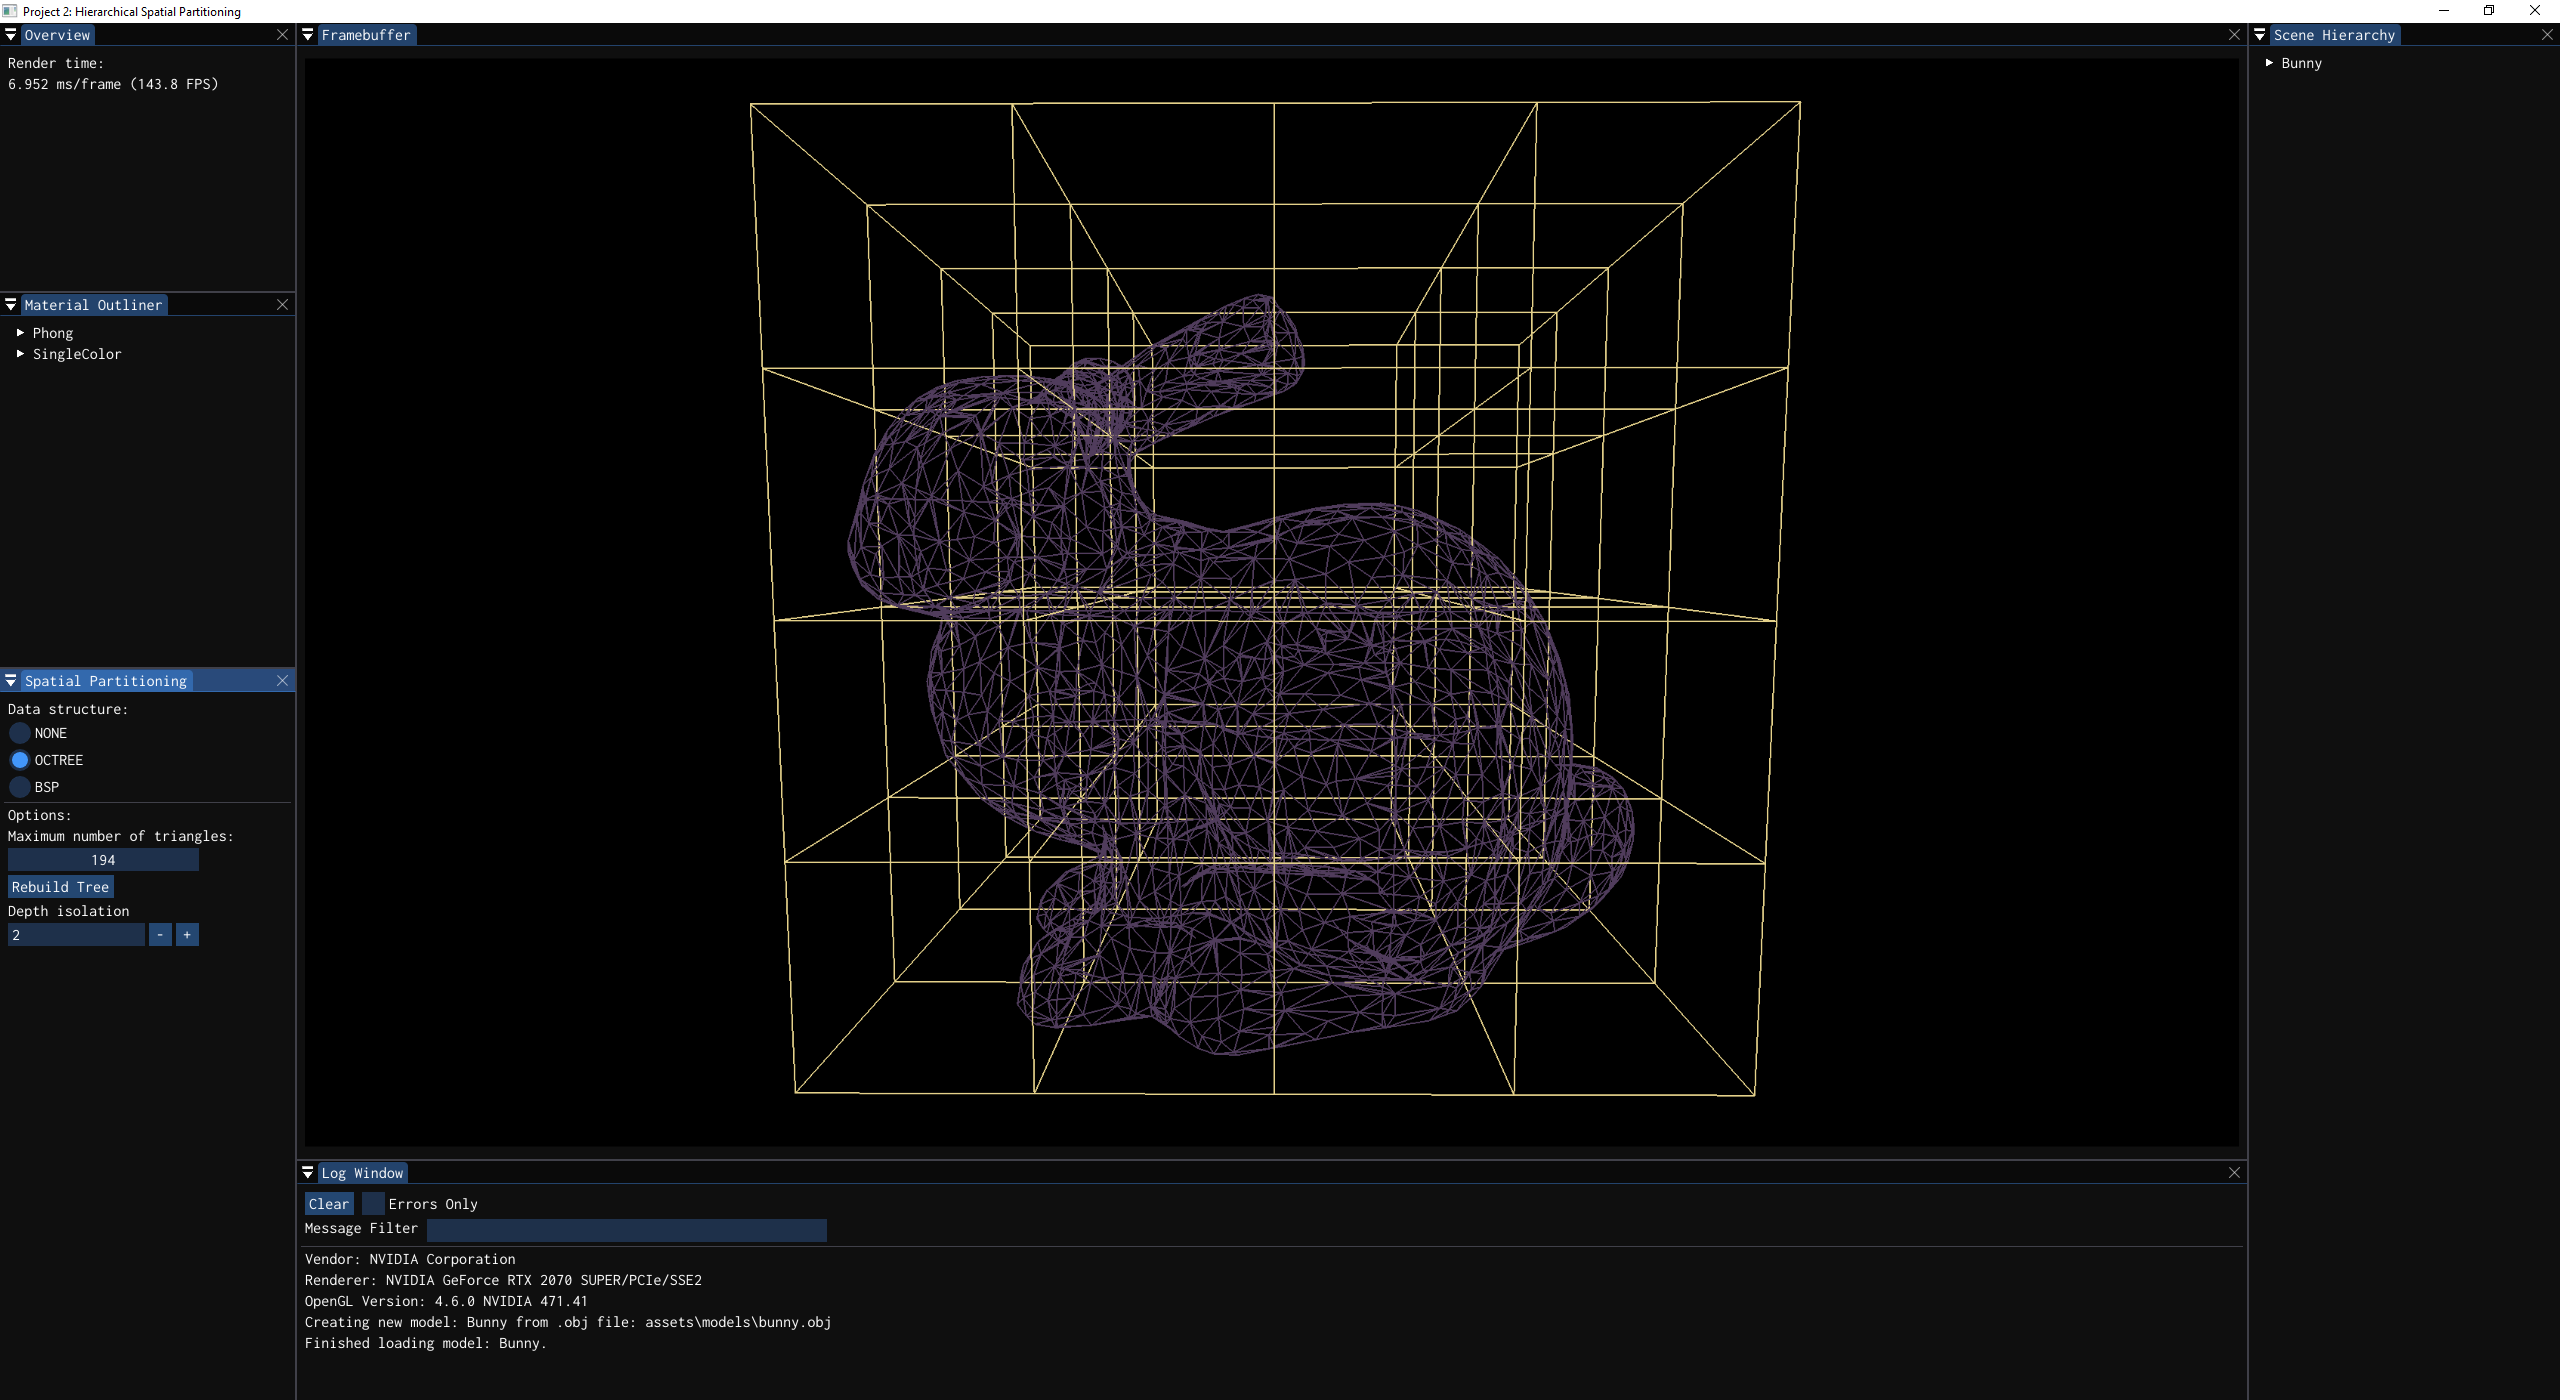 Project 2: Hierarchical Spatial Partitioning
Overview
Render time:
6.952 ms/frame (143.8 FPS)
Material Outliner
Phong
SingleColor
Spatial Partitioning
Data structure:
NONE
OCTREE
BSP
Options:
Maximum number of triangles:
194
Rebuild Tree
Depth isolation
2 - +
Framebuffer
Log Window
Clear Errors Only
Message Filter
Vendor: NVIDIA Corporation
Renderer: NVIDIA GeForce RTX 2070 SUPER/PCIe/SSE2
OpenGL Version: 4.6.0 NVIDIA 471.41
Creating new model: Bunny from .obj file: assets\models\bunny.obj
Finished loading model: Bunny.
Scene Hierarchy
Bunny